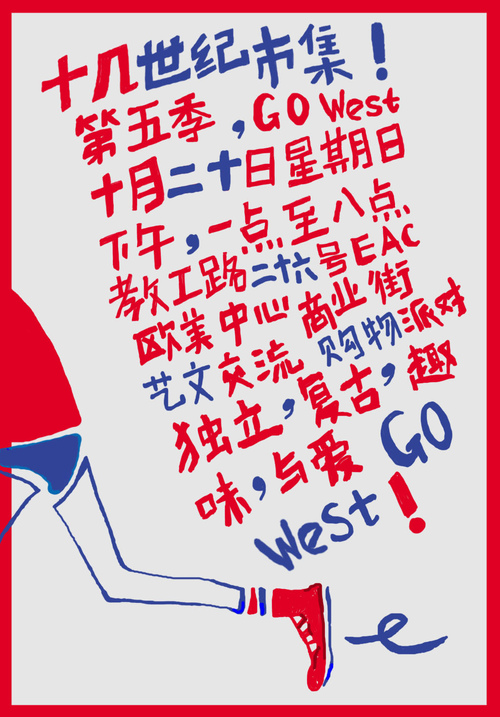 十几世纪市集！
第五季，GO West
十月二十日星期日
下午，一点至八点
教工路二十六号EAC
欧美中心商业街
艺文交流 购物派对
独立，复古，趣
味，与爱 GO
West！